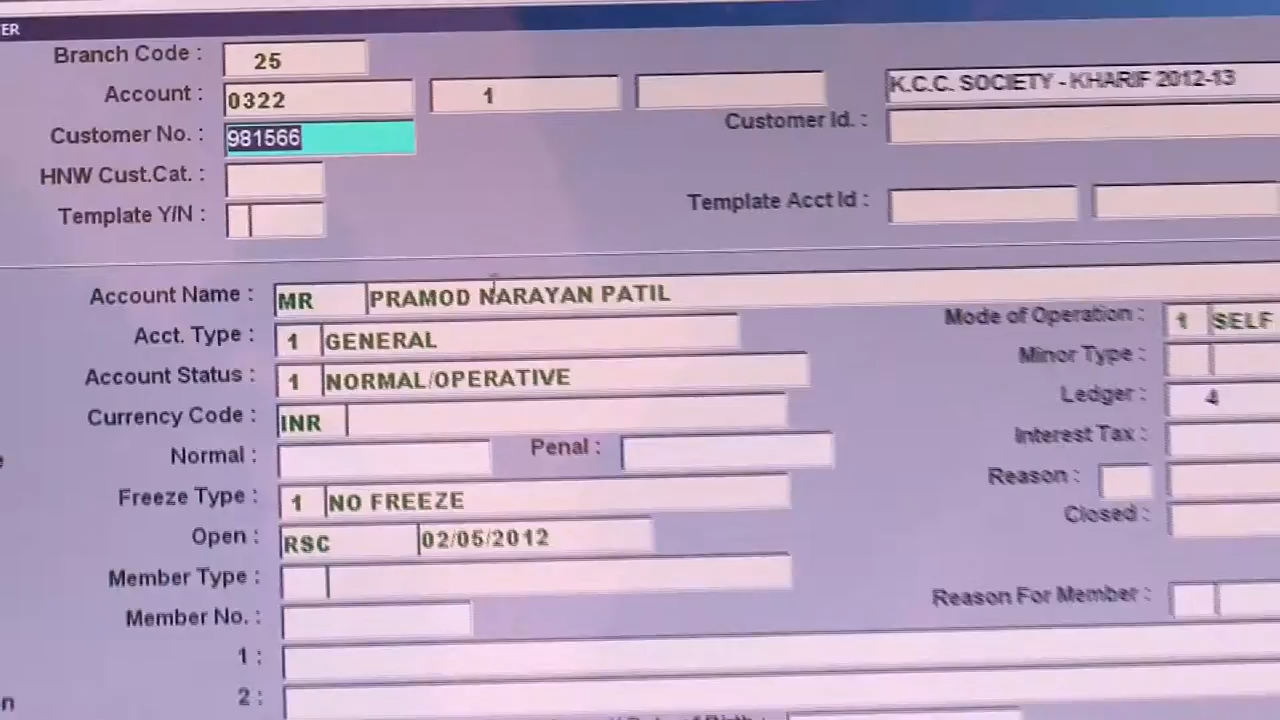 ER
Branch Code : 25
Account : 0322 1 K.C.C. SOCIETY - KHARIF 2012-13
Customer No. : 981566 Customer Id. :
HNW Cust.Cat. :
Template Y/N : Template Acct Id :
Account Name : MR PRAMOD NARAYAN PATIL
Acct. Type : 1 GENERAL Mode of Operation : 1 SELF
Account Status : 1 NORMAL/OPERATIVE Minor Type :
Currency Code : INR Ledger : 4
Normal : Penal : Interest Tax :
Freeze Type : 1 NO FREEZE Reason :
Open : RSC 02/05/2012 Closed :
Member Type :
Member No. : Reason For Member :
1 :
2 :